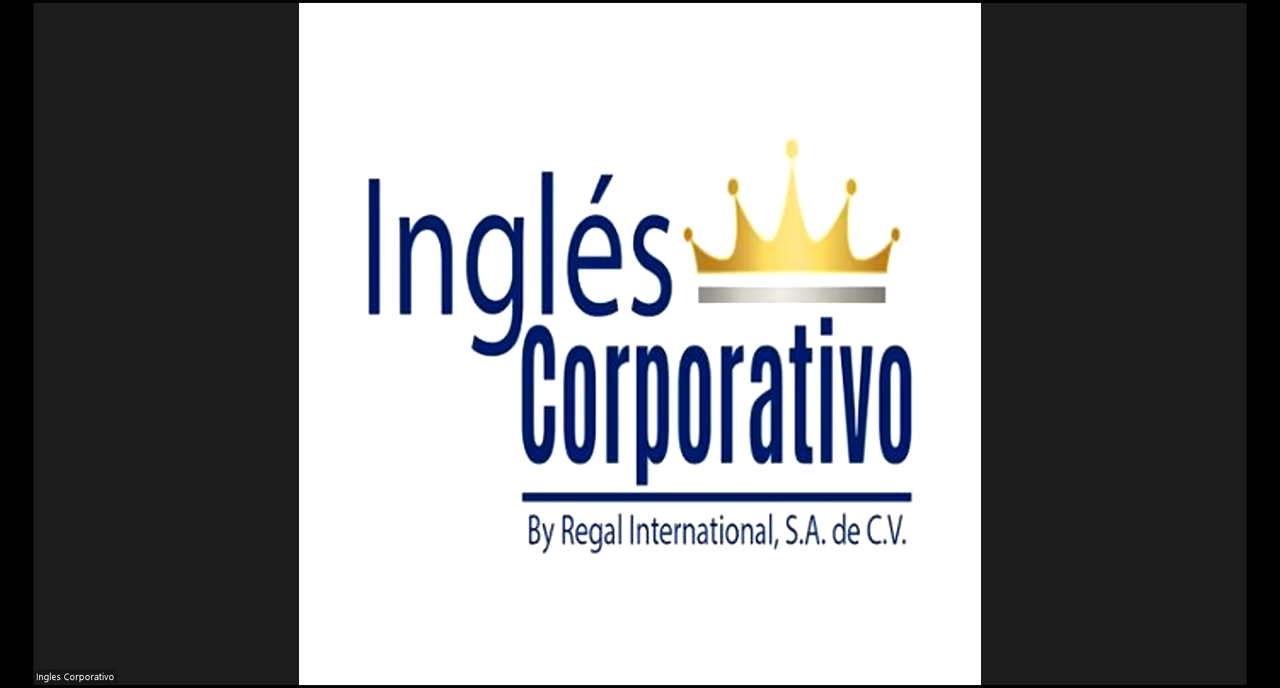 Inglés
Corporativo
By Regal International, S.A. de C.V.
Ingles Corporativo